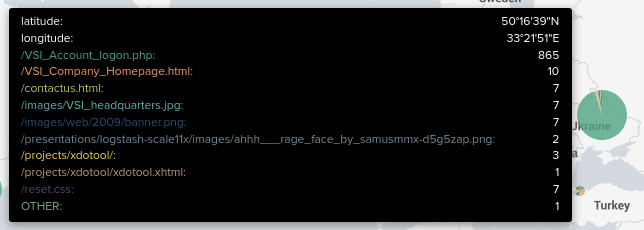 Sweden
latitude: 50°16'39"N
longitude: 33°21'51"E
/VSI_Account_logon.php: 865
/VSI_Company_Homepage.html: 10
/contactus.html: 7
/images/VSI_headquarters.jpg: 7
/images/web/2009/banner.png: 7
/presentations/logstash-scale11x/images/ahhh___rage_face_by_samusmmx-d5g5zap.png: 2
/projects/xdotool/: 3
/projects/xdotool/xdotool.xhtml: 1
/reset.css: 7
OTHER: 1
Ukraine
a
Turkey